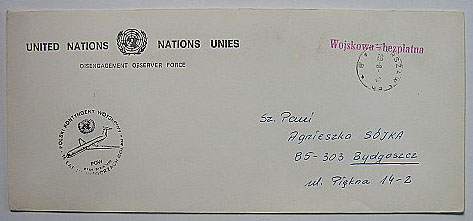 UNITED NATIONS NATIONS UNIES
DISENGAGEMENT OBSERVER FORCE
Wojskowa-bezpłatna
POLSKI KONTYNGENT WOJSKOWY
Sz. Pani
Agnieszka SÓJKA
85-303 Bydgoszcz
ul. Piękna 14-2